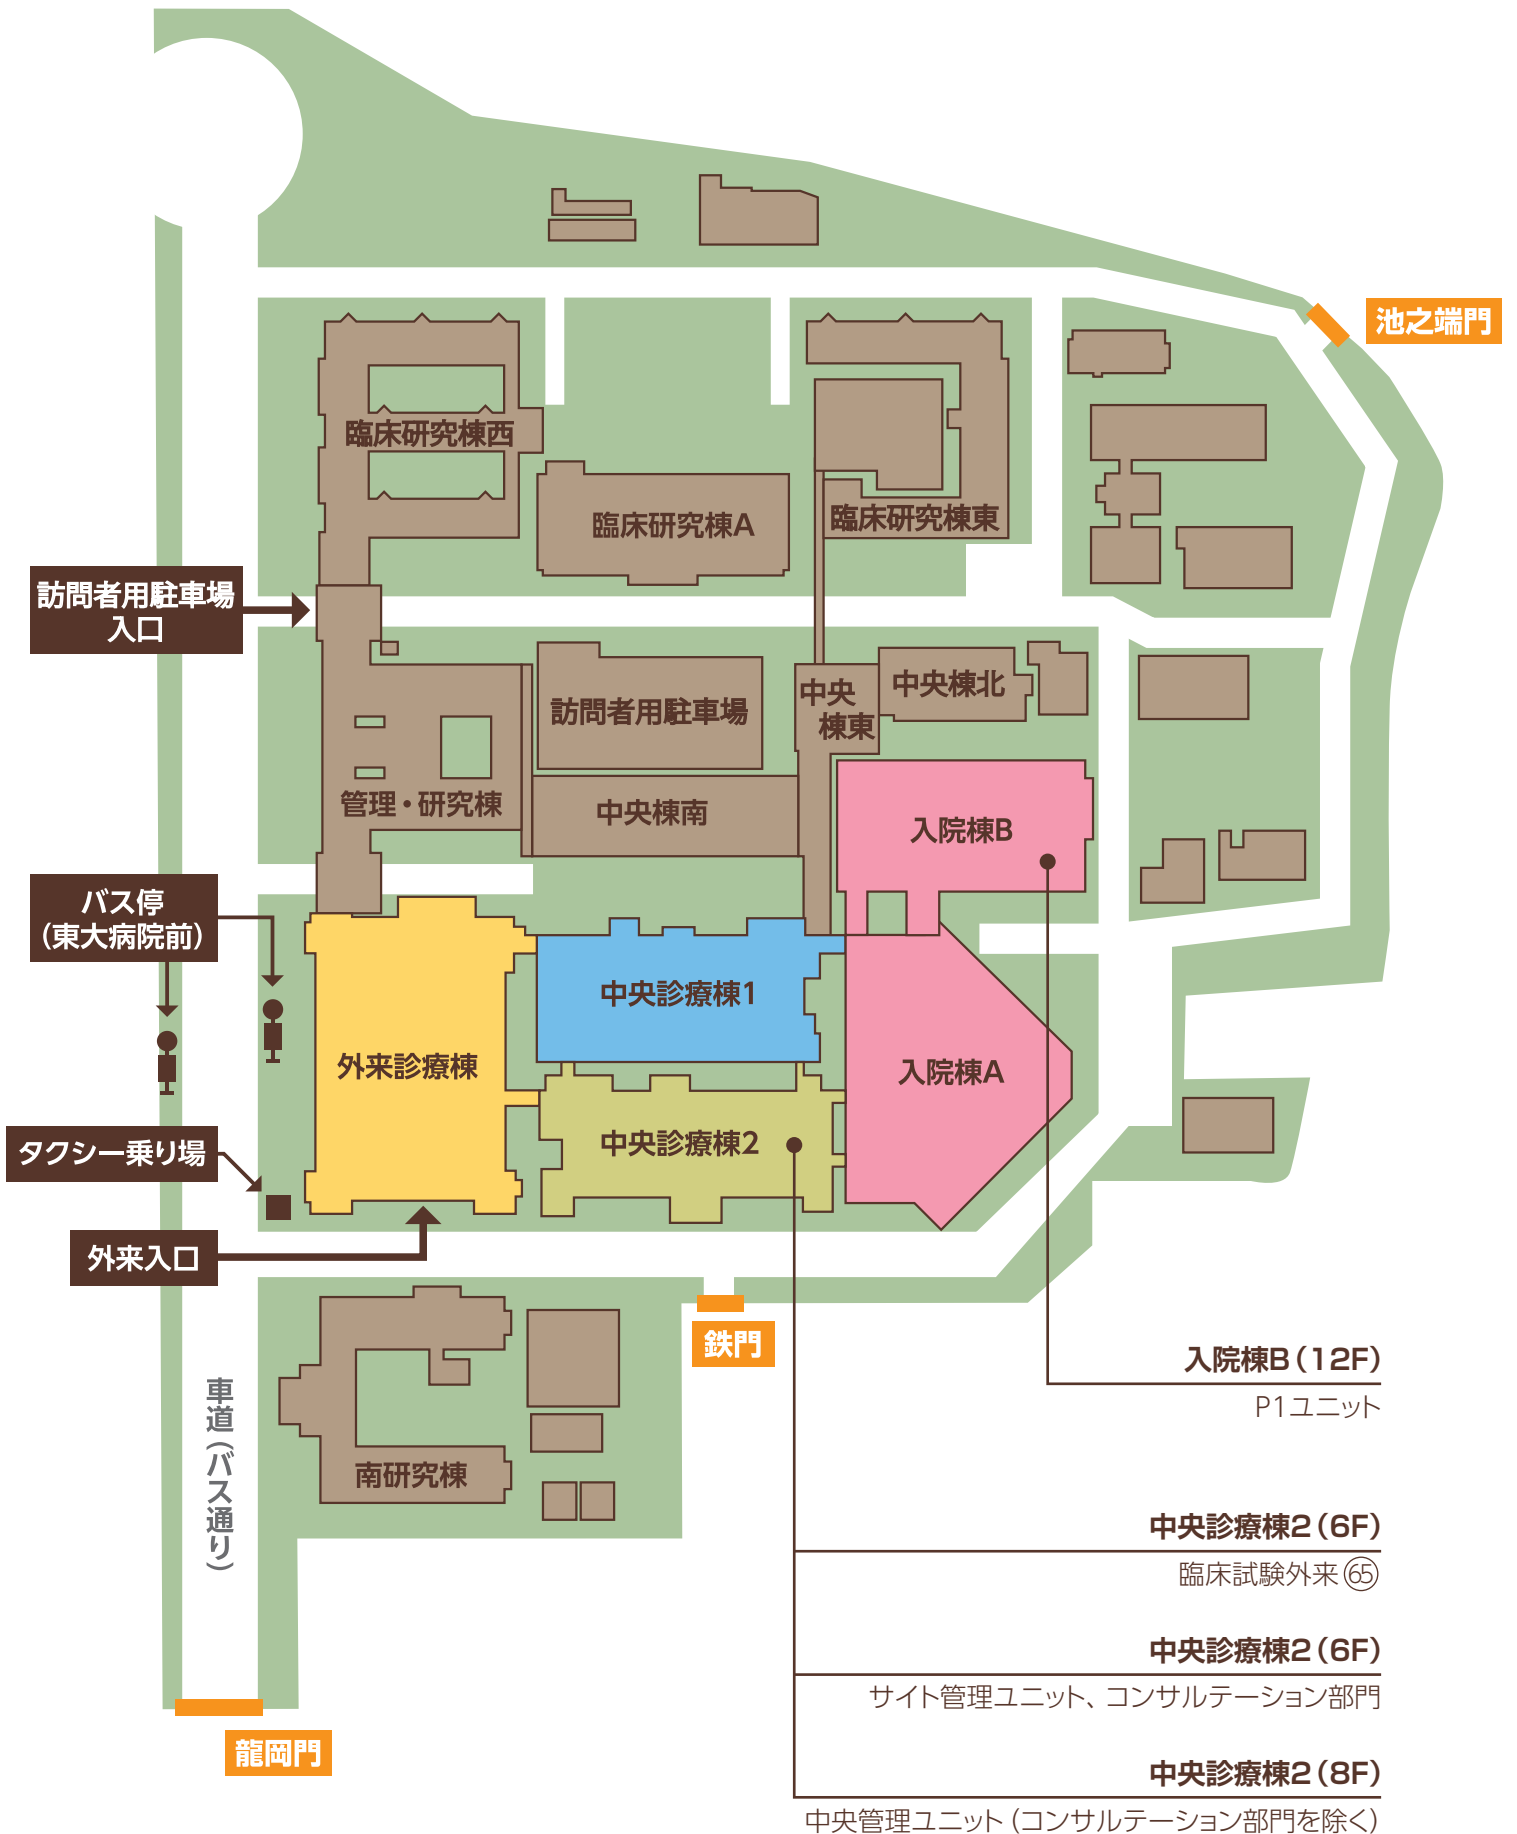 池之端門
臨床研究棟西
臨床研究棟A
臨床研究棟東
訪問者用駐車場
入口
中央
棟東
中央棟北
訪問者用駐車場
管理・研究棟
中央棟南
入院棟B
バス停
（東大病院前）
中央診療棟1
外来診療棟
入院棟A
中央診療棟2
タクシー乗り場
外来入口
鉄門
入院棟B（12F）
P1ユニット
車道（バス通り）
南研究棟
中央診療棟2（6F）
臨床試験外来㊿
中央診療棟2（6F）
サイト管理ユニット、コンサルテーション部門
龍岡門
中央診療棟2（8F）
中央管理ユニット（コンサルテーション部門を除く）